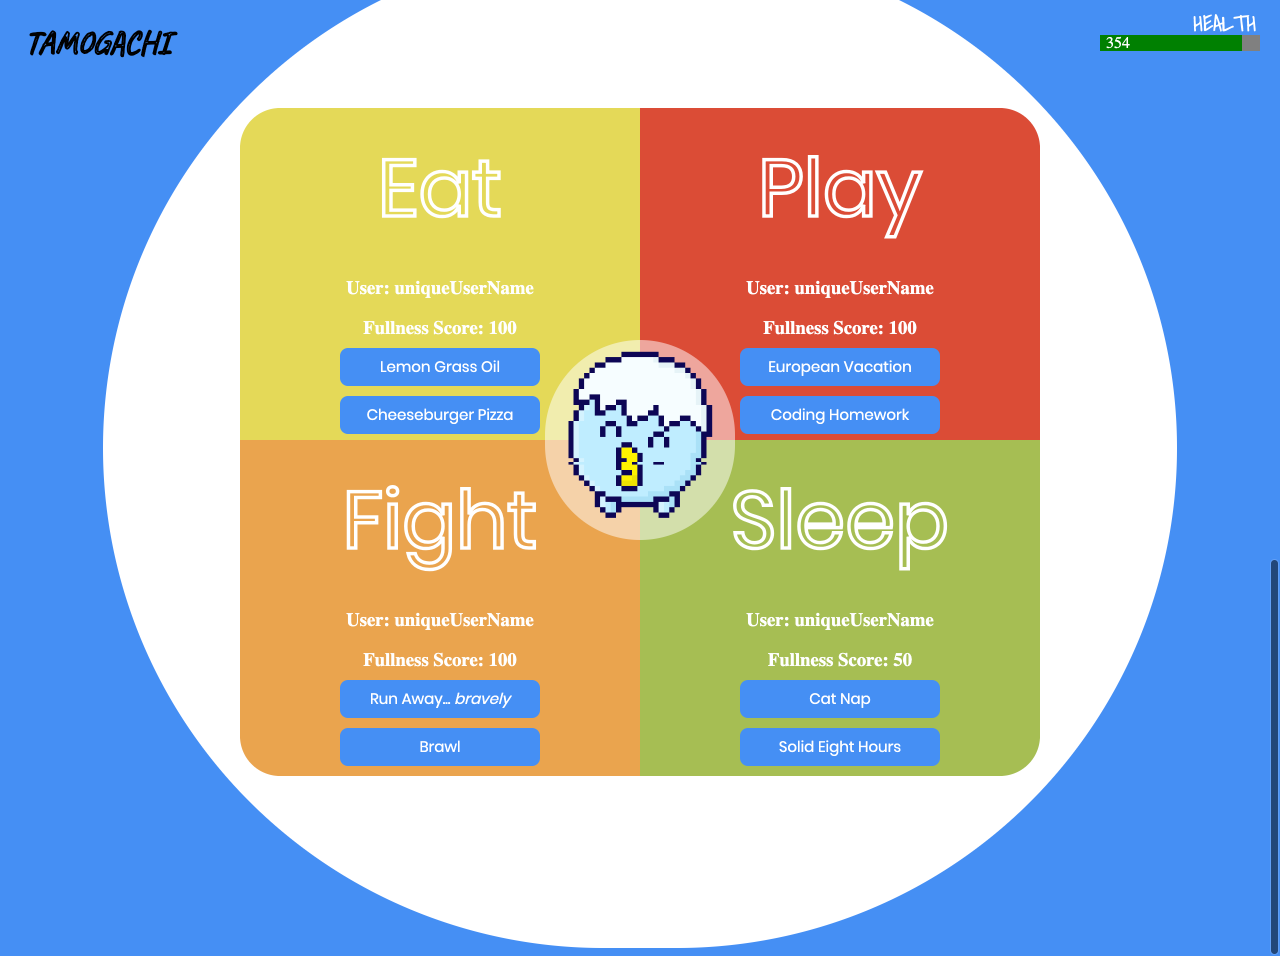 TAMOGACHI
HEALTH
354
Eat
User: uniqueUserName
Fullness Score: 100
Lemon Grass Oil
Cheeseburger Pizza
Play
User: uniqueUserName
Fullness Score: 100
European Vacation
Coding Homework
Fight
User: uniqueUserName
Fullness Score: 100
Run Away... bravely
Brawl
Sleep
User: uniqueUserName
Fullness Score: 50
Cat Nap
Solid Eight Hours